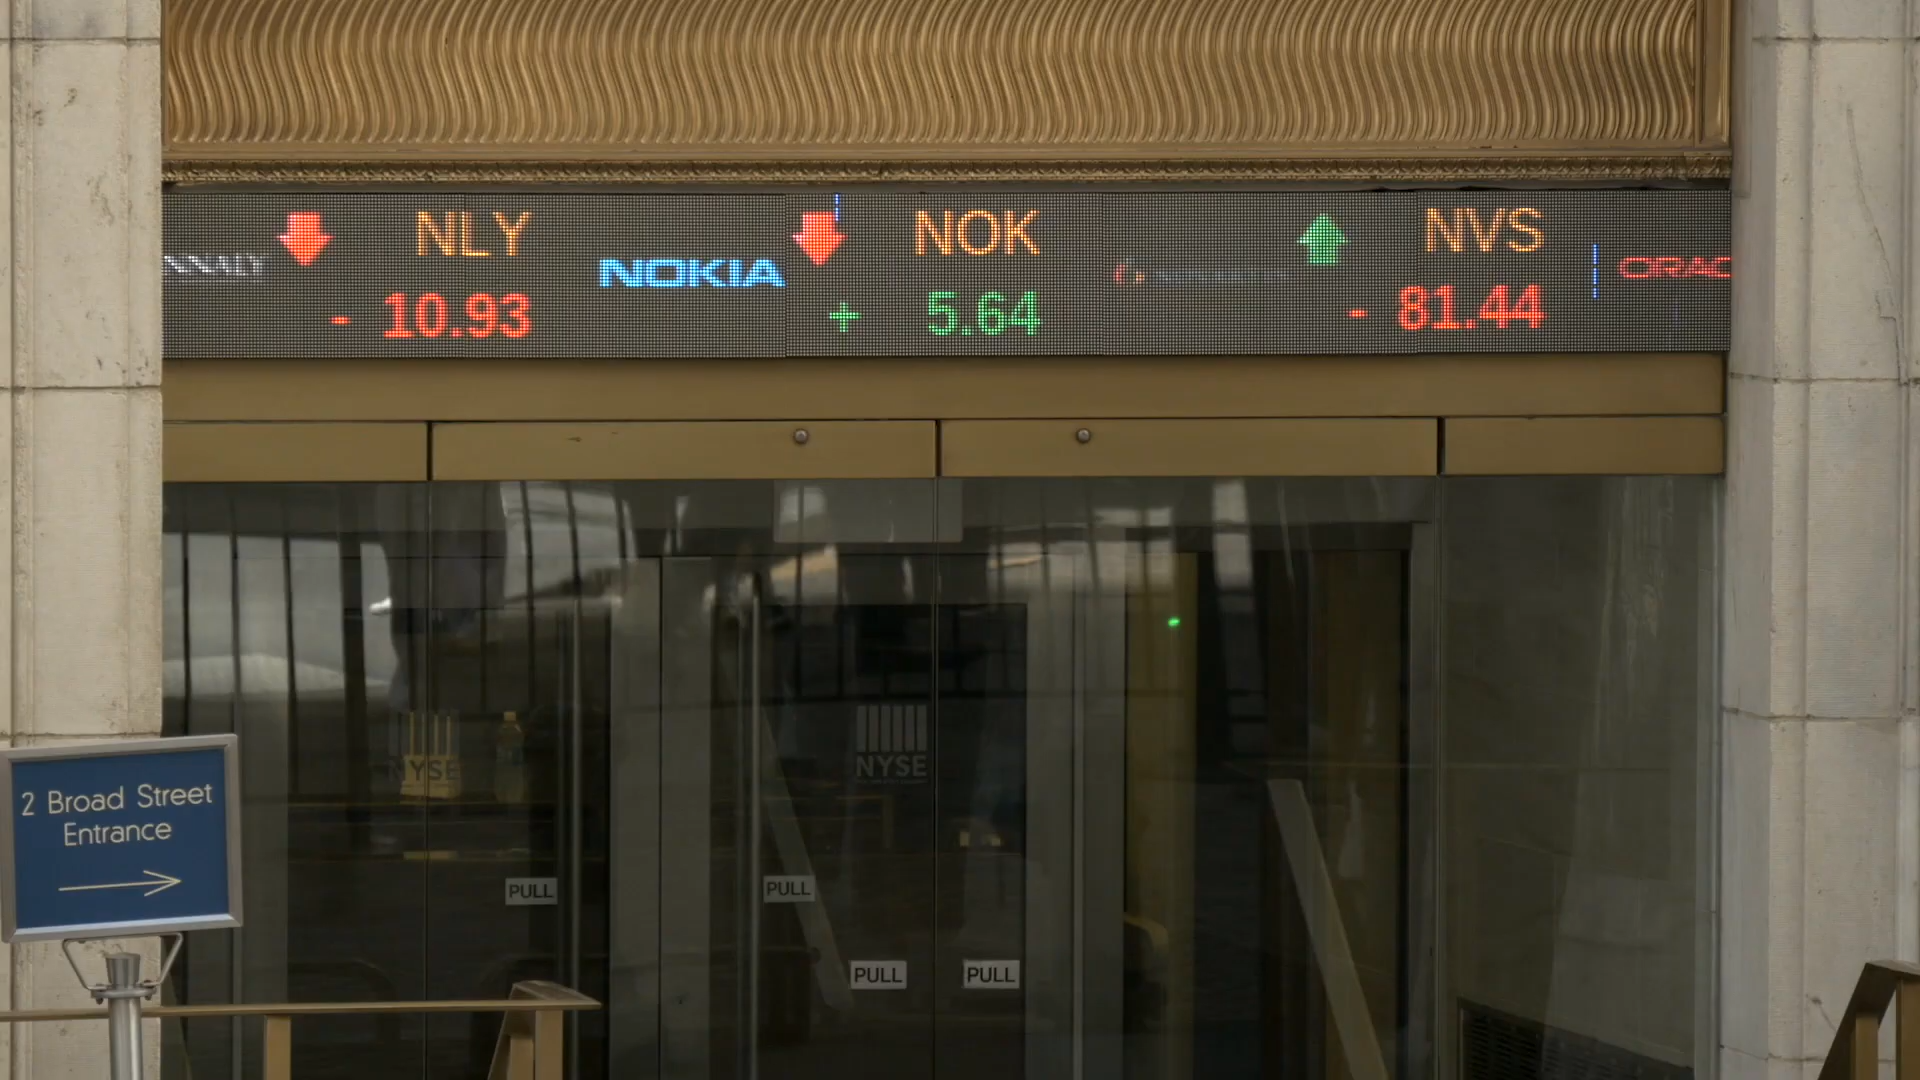 NLY
- 10.93
NOKIA
NOK
+ 5.64
NVS
- 81.44
ORAC
NYSE
NYSE
2 Broad Street
Entrance
PULL
PULL
PULL
PULL